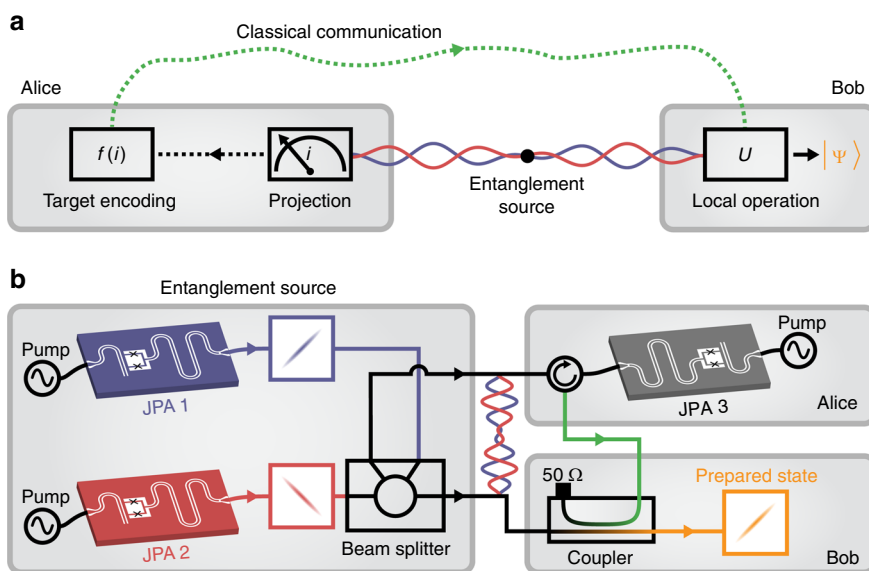 a
Classical communication
Alice
Bob
f(i)
i
U
|Ψ⟩
Target encoding
Projection
Entanglement
source
Local operation
b
Entanglement source
Pump
JPA 1
Pump
JPA 3
Alice
Pump
JPA 2
Beam splitter
50 Ω
Prepared state
Coupler
Bob